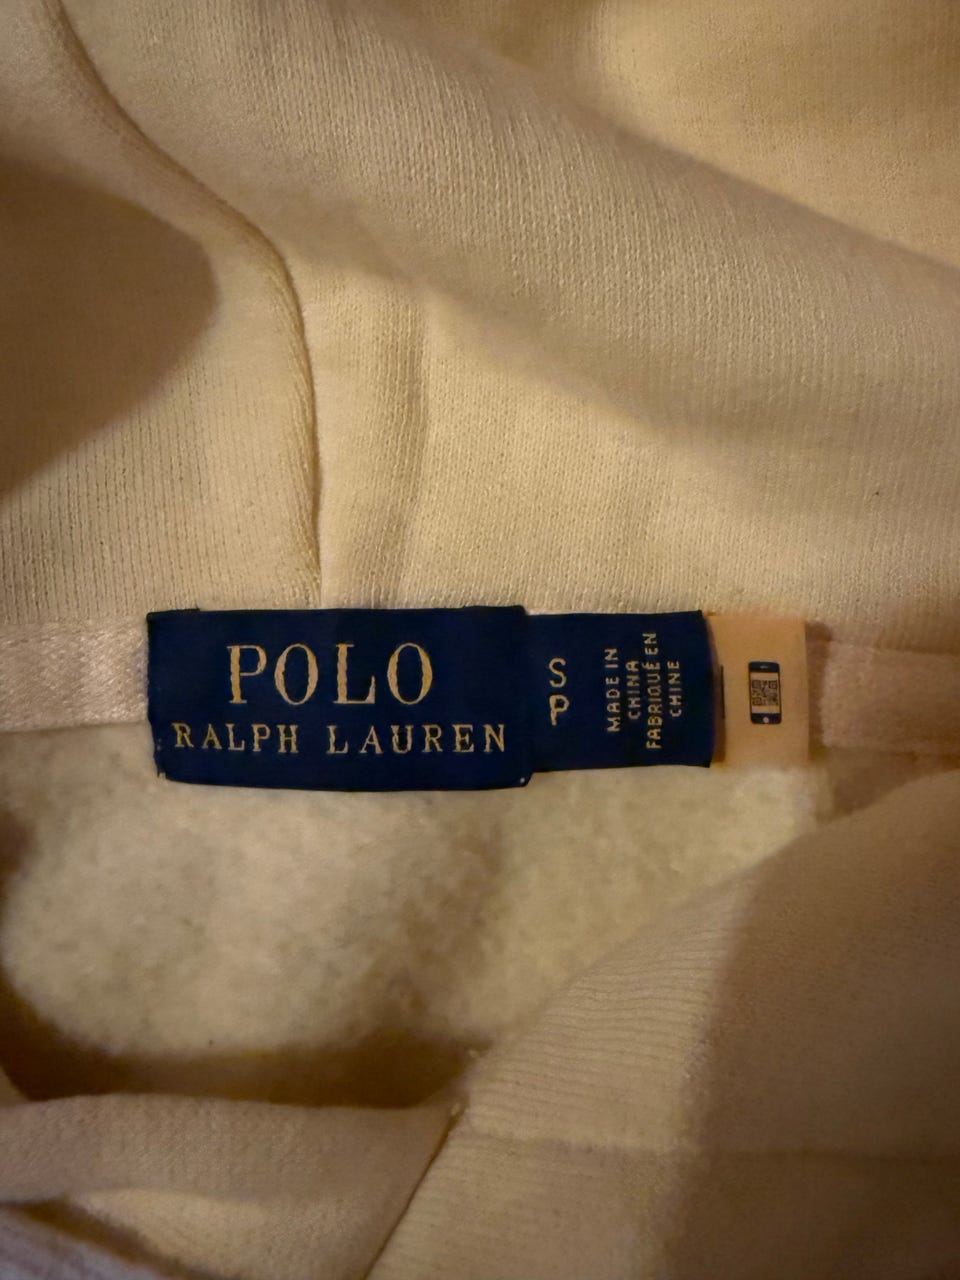 POLO
RALPH LAUREN
S
P
MADE IN
CHINA
FABRIQUÉ EN
CHINE